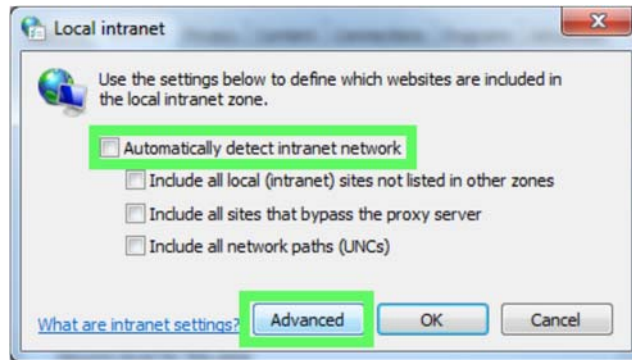 Local intranet
Use the settings below to define which websites are included in
the local intranet zone.
Automatically detect intranet network
Include all local (intranet) sites not listed in other zones
Include all sites that bypass the proxy server
Include all network paths (UNCs)
What are intranet settings?
Advanced
OK
Cancel